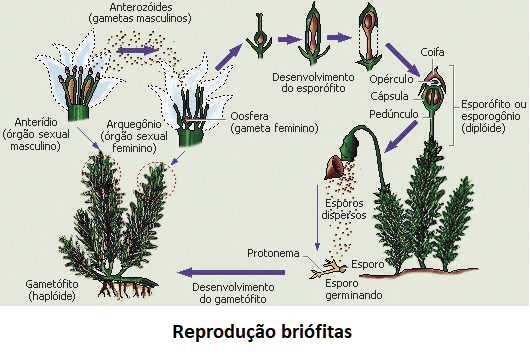 Anterozóides
(gametas masculinos)
Coifa
Opérculo
Cápsula
Pedúnculo
Esporófito ou
esporogônio
(diplóide)
Desenvolvimento
do esporófito
Anterídio
(órgão sexual
masculino)
Arquegônio
(órgão sexual
feminino)
Oosfera
(gameta feminino)
Esporos
dispersos
Protonema
Esporo
Esporo
germinando
Gametófito
(haplóide)
Desenvolvimento
do gametófito
Reprodução briófitas